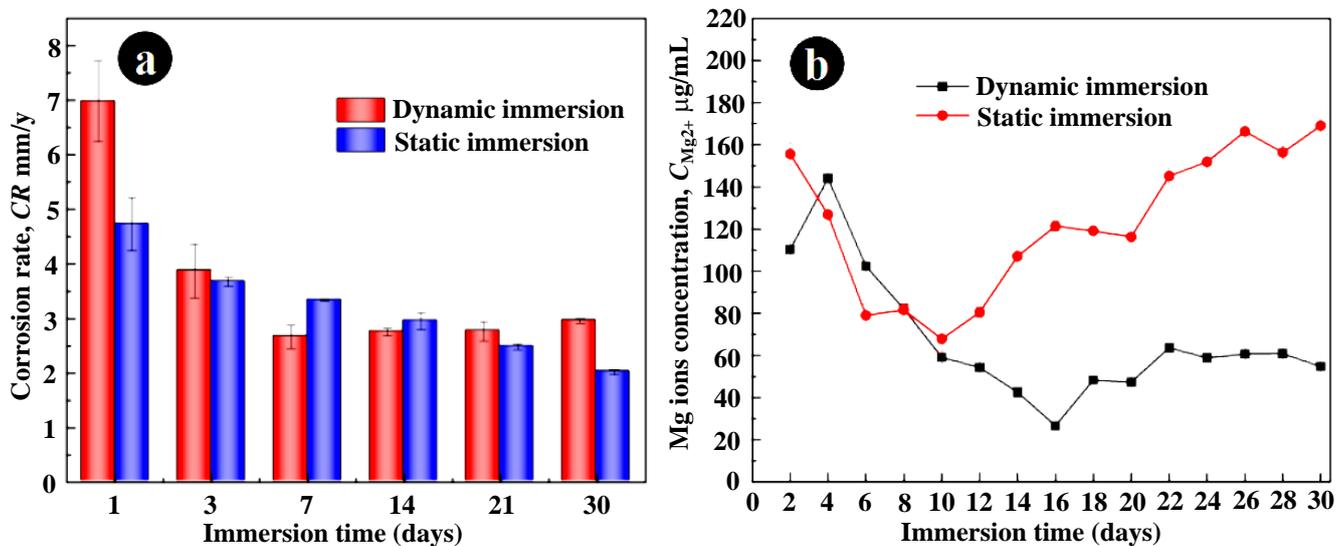 a
Corrosion rate, CR mm/y
8
7
6
5
4
3
2
1
0
Dynamic immersion
Static immersion
1 3 7 14 21 30
Immersion time (days)
b
Mg ions concentration, C_Mg2+ µg/mL
220
200
180
160
140
120
100
80
60
40
20
0
Dynamic immersion
Static immersion
0 2 4 6 8 10 12 14 16 18 20 22 24 26 28 30
Immersion time (days)